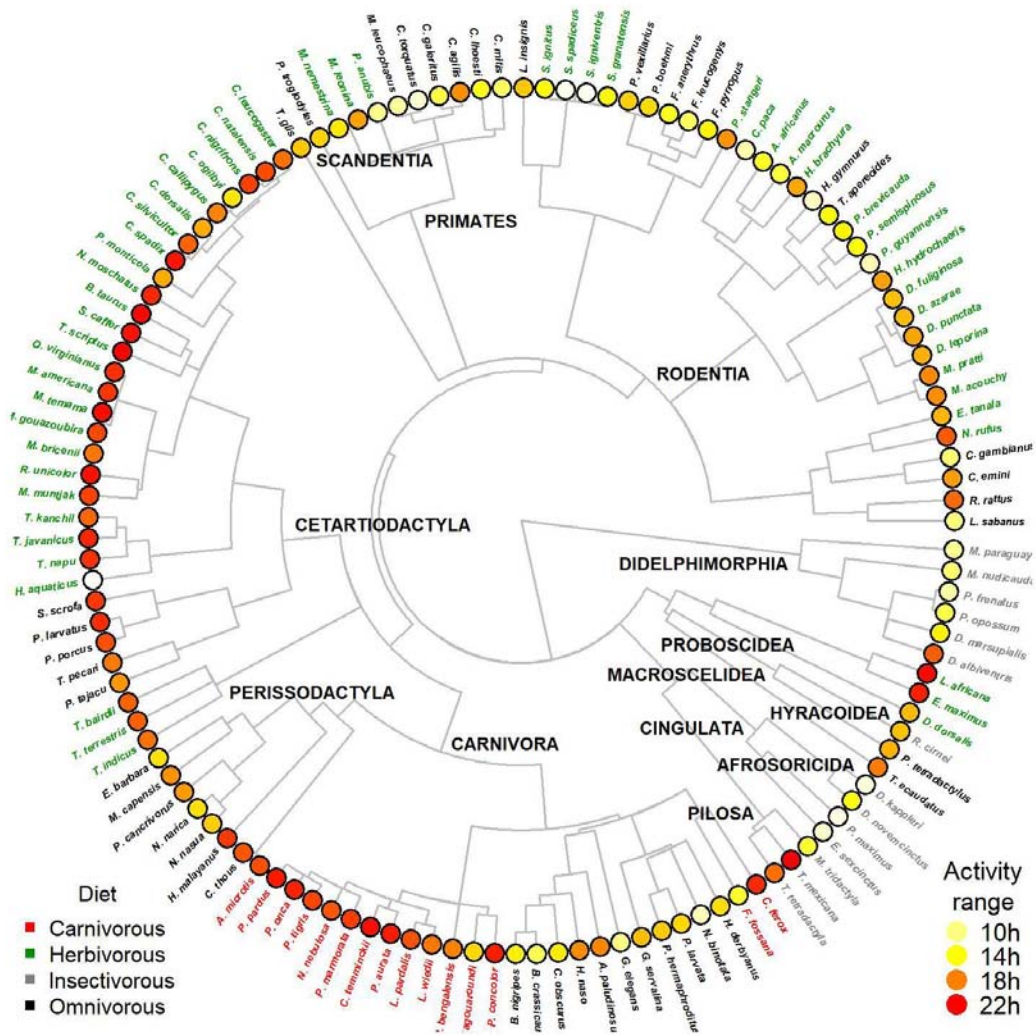 L. insignis
S. ignitus
S. spadiceus
S. igniventris
S. granatensis
P. vexillarius
P. boehmi
F. anerythrus
F. leucogenys
F. pyrropus
P. stangeri
C. paca
A. africanus
A. macrourus
H. brachyura
H. gymnurus
T. apereoides
P. brevicauda
P. semispinosus
P. guyannensis
H. hydrochaeris
D. fuliginosa
D. azarae
D. punctata
D. leporina
M. pratti
M. acouchy
E. tanala
N. rufus
C. gambianus
C. emini
R. rattus
L. sabanus
M. paraguay
M. nudicaud
P. frenatus
P. opossum
D. marsupialis
D. albiventris
L. africana
E. maximus
D. dorsalis
R. cirnei
P. tetradactylus
T. ecaudatus
D. kappleri
D. novemcinctus
P. maximus
E. sexcinctus
M. tridactyla
T. mexicana
T. tetradactyla
C. ferox
F. fossana
H. derbyanus
N. binotata
P. larvata
P. hermaphroditu
G. servalina
G. elegans
A. paludinosu
H. naso
C. obscurus
B. crassicau
B. nigripes
P. concolor
agouaroundi
P. bengalensis
L. wiedii
L. pardalis
P. aurata
C. temminckii
P. marmorata
N. nebulosa
P. tigris
P. onca
P. pardus
A. microtis
C. thous
H. malayanus
N. nasua
N. narica
P. cancrivorus
M. capensis
E. barbara
T. indicus
T. terrestris
T. bairdii
P. tajacu
T. pecari
P. porcus
P. larvatus
S. scrofa
H. aquaticus
T. napu
T. javanicus
T. kanchil
M. muntjak
R. unicolor
M. bricenii
gouazoubira
M. temama
M. americana
O. virginianus
T. scriptus
S. caffer
B. taurus
N. moschatus
P. monticola
C. spadix
C. silvicultor
C. dorsalis
C. callipygus
C. ogilbyi
C. nigrifrons
C. natalensis
C. leucogaster
T. glis
P. troglodytes
M. nemestrina
M. leonina
P. anubis
M. leucophaeus
C. torquatus
C. galeritus
C. agilis
C. lhoesti
C. mitis
SCANDENTIA
PRIMATES
RODENTIA
CETARTIODACTYLA
DIDELPHIMORPHIA
PROBOSCIDEA
MACROSCELIDEA
PERISSODACTYLA
HYRACOIDEA
CINGULATA
CARNIVORA
AFROSORICIDA
PILOSA
Diet
Carnivorous
Herbivorous
Insectivorous
Omnivorous
Activity
range
10h
14h
18h
22h